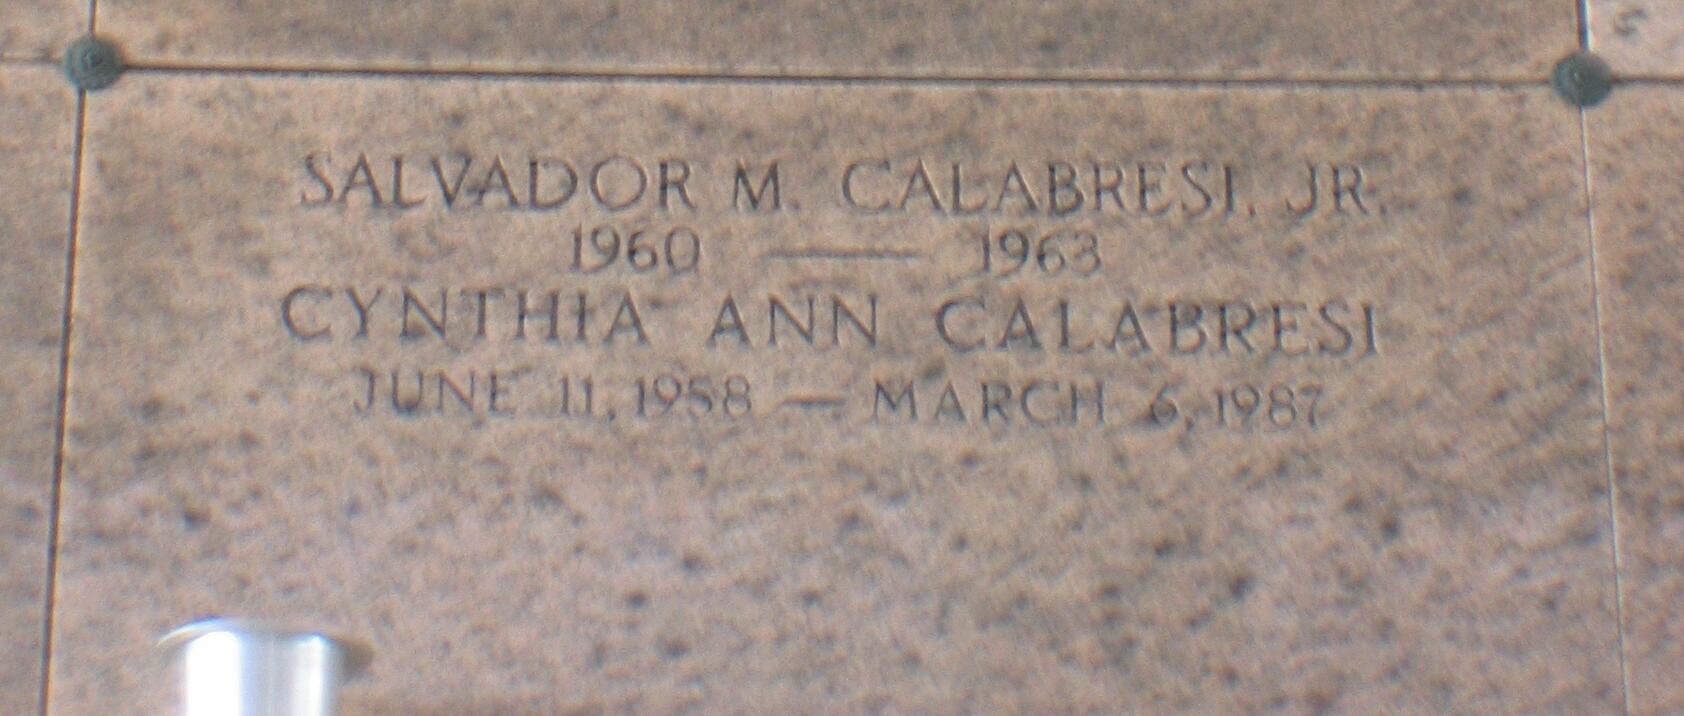 SALVADOR M. CALABRESI, JR.
1960 — 1963
CYNTHIA ANN CALABRESI
JUNE 11, 1958 — MARCH 6, 1987